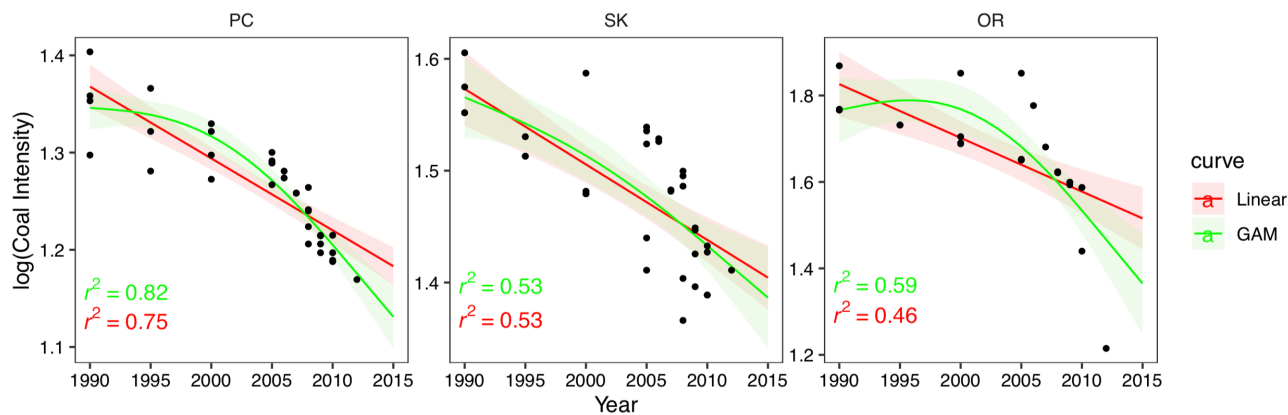 PC
SK
OR
log(Coal Intensity)
1.4
1.3
1.2
1.1
r² = 0.82
r² = 0.75
1990 1995 2000 2005 2010 2015
1.6
1.5
1.4
r² = 0.53
r² = 0.53
1990 1995 2000 2005 2010 2015
1.8
1.6
1.4
1.2
r² = 0.59
r² = 0.46
1990 1995 2000 2005 2010 2015
Year
curve
a Linear
a GAM